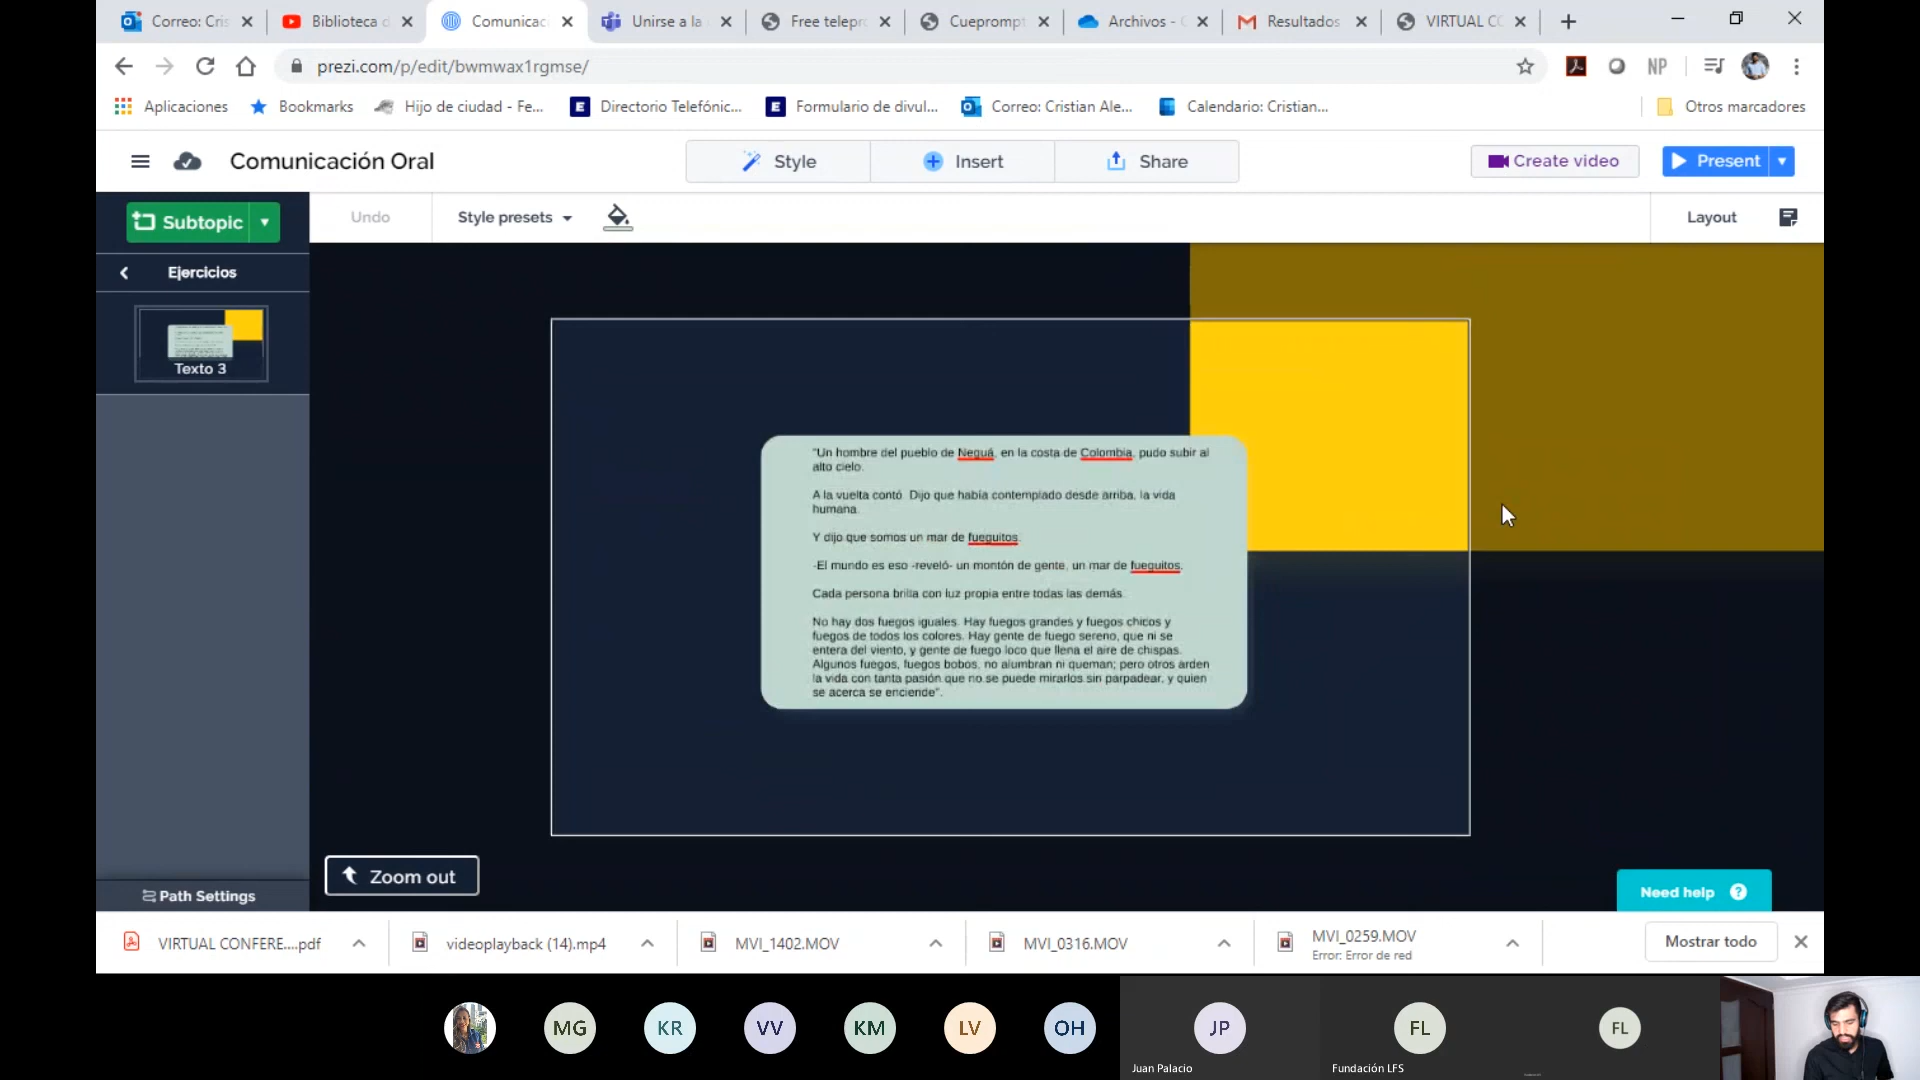 Correo: Cris
Biblioteca d
Comunicaci
Unirse a la
Free telepr
Cueprompt
Archivos -
Resultados
VIRTUAL CO
prezi.com/p/edit/bwmwax1rgmse/
NP
Aplicaciones
Bookmarks
Hijo de ciudad - Fe...
Directorio Telefónic...
Formulario de divul...
Correo: Cristian Ale...
Calendario: Cristian...
Otros marcadores
Comunicación Oral
Style
Insert
Share
Create video
Present
Subtopic
Undo
Style presets
Layout
Ejercicios
Texto 3
"Un hombre del pueblo de Neguá, en la costa de Colombia, pudo subir al
alto cielo.
A la vuelta contó. Dijo que había contemplado desde arriba, la vida
humana.
Y dijo que somos un mar de fueguitos.
-El mundo es eso -reveló- un montón de gente, un mar de fueguitos.
Cada persona brilla con luz propia entre todas las demás.
No hay dos fuegos iguales. Hay fuegos grandes y fuegos chicos y
fuegos de todos los colores. Hay gente de fuego sereno, que ni se
entera del viento, y gente de fuego loco que llena el aire de chispas.
Algunos fuegos, fuegos bobos, no alumbran ni queman; pero otros arden
la vida con tanta pasión que no se puede mirarlos sin parpadear, y quien
se acerca se enciende".
Zoom out
Path Settings
Need help ?
VIRTUAL CONFERE....pdf
videoplayback (14).mp4
MVI_1402.MOV
MVI_0316.MOV
MVI_0259.MOV
Error: Error de red
Mostrar todo
MG
KR
VV
KM
LV
OH
JP
FL
FL
Juan Palacio
Fundación LFS